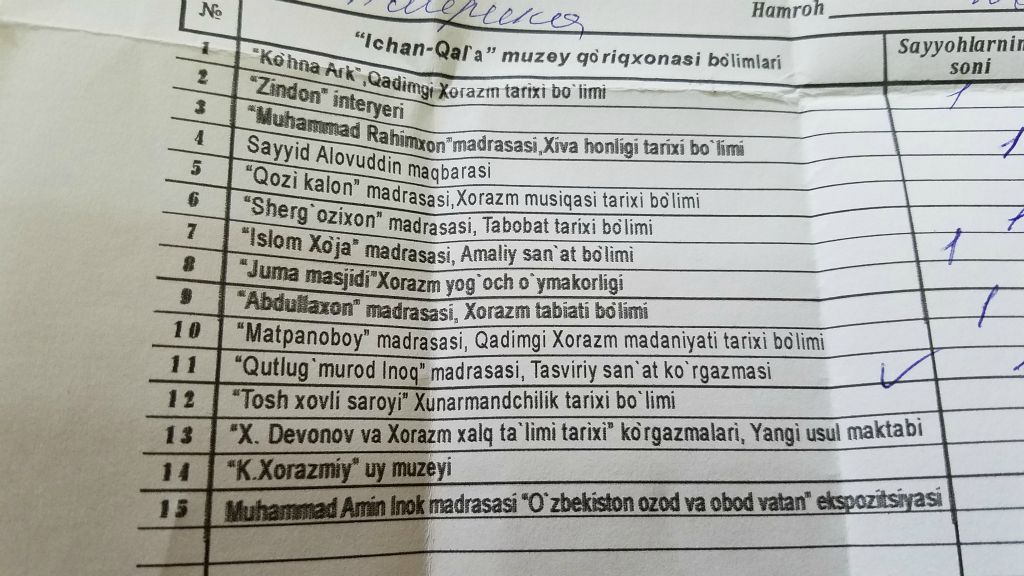 Hamroh
№ "Ichan-Qal`a" muzey qo`riqxonasi bo`limlari Sayyohlarnin
soni
1 "Ko`hna Ark",Qadimgi Xorazm tarixi bo`limi 1
2 "Zindon" interyeri
3 "Muhammad Rahimxon"madrasasi,Xiva honligi tarixi bo`limi 1
4 Sayyid Alovuddin maqbarasi
5 "Qozi kalon" madrasasi,Xorazm musiqasi tarixi bo`limi
6 "Sherg`ozixon" madrasasi, Tabobat tarixi bo`limi 1
7 "Islom Xo`ja" madrasasi, Amaliy san`at bo`limi 1
8 "Juma masjidi"Xorazm yog`och o`ymakorligi
9 "Abdullaxon" madrasasi, Xorazm tabiati bo`limi 1
10 "Matpanoboy" madrasasi, Qadimgi Xorazm madaniyati tarixi bo`limi
11 "Qutlug`murod Inoq" madrasasi, Tasviriy san`at ko`rgazmasi
12 "Tosh xovli saroyi" Xunarmandchilik tarixi bo`limi
13 "X. Devonov va Xorazm xalq ta`limi tarixi" ko`rgazmalari, Yangi usul maktabi
14 "K.Xorazmiy" uy muzeyi
15 Muhammad Amin Inok madrasasi "O`zbekiston ozod va obod vatan" ekspozitsiyasi